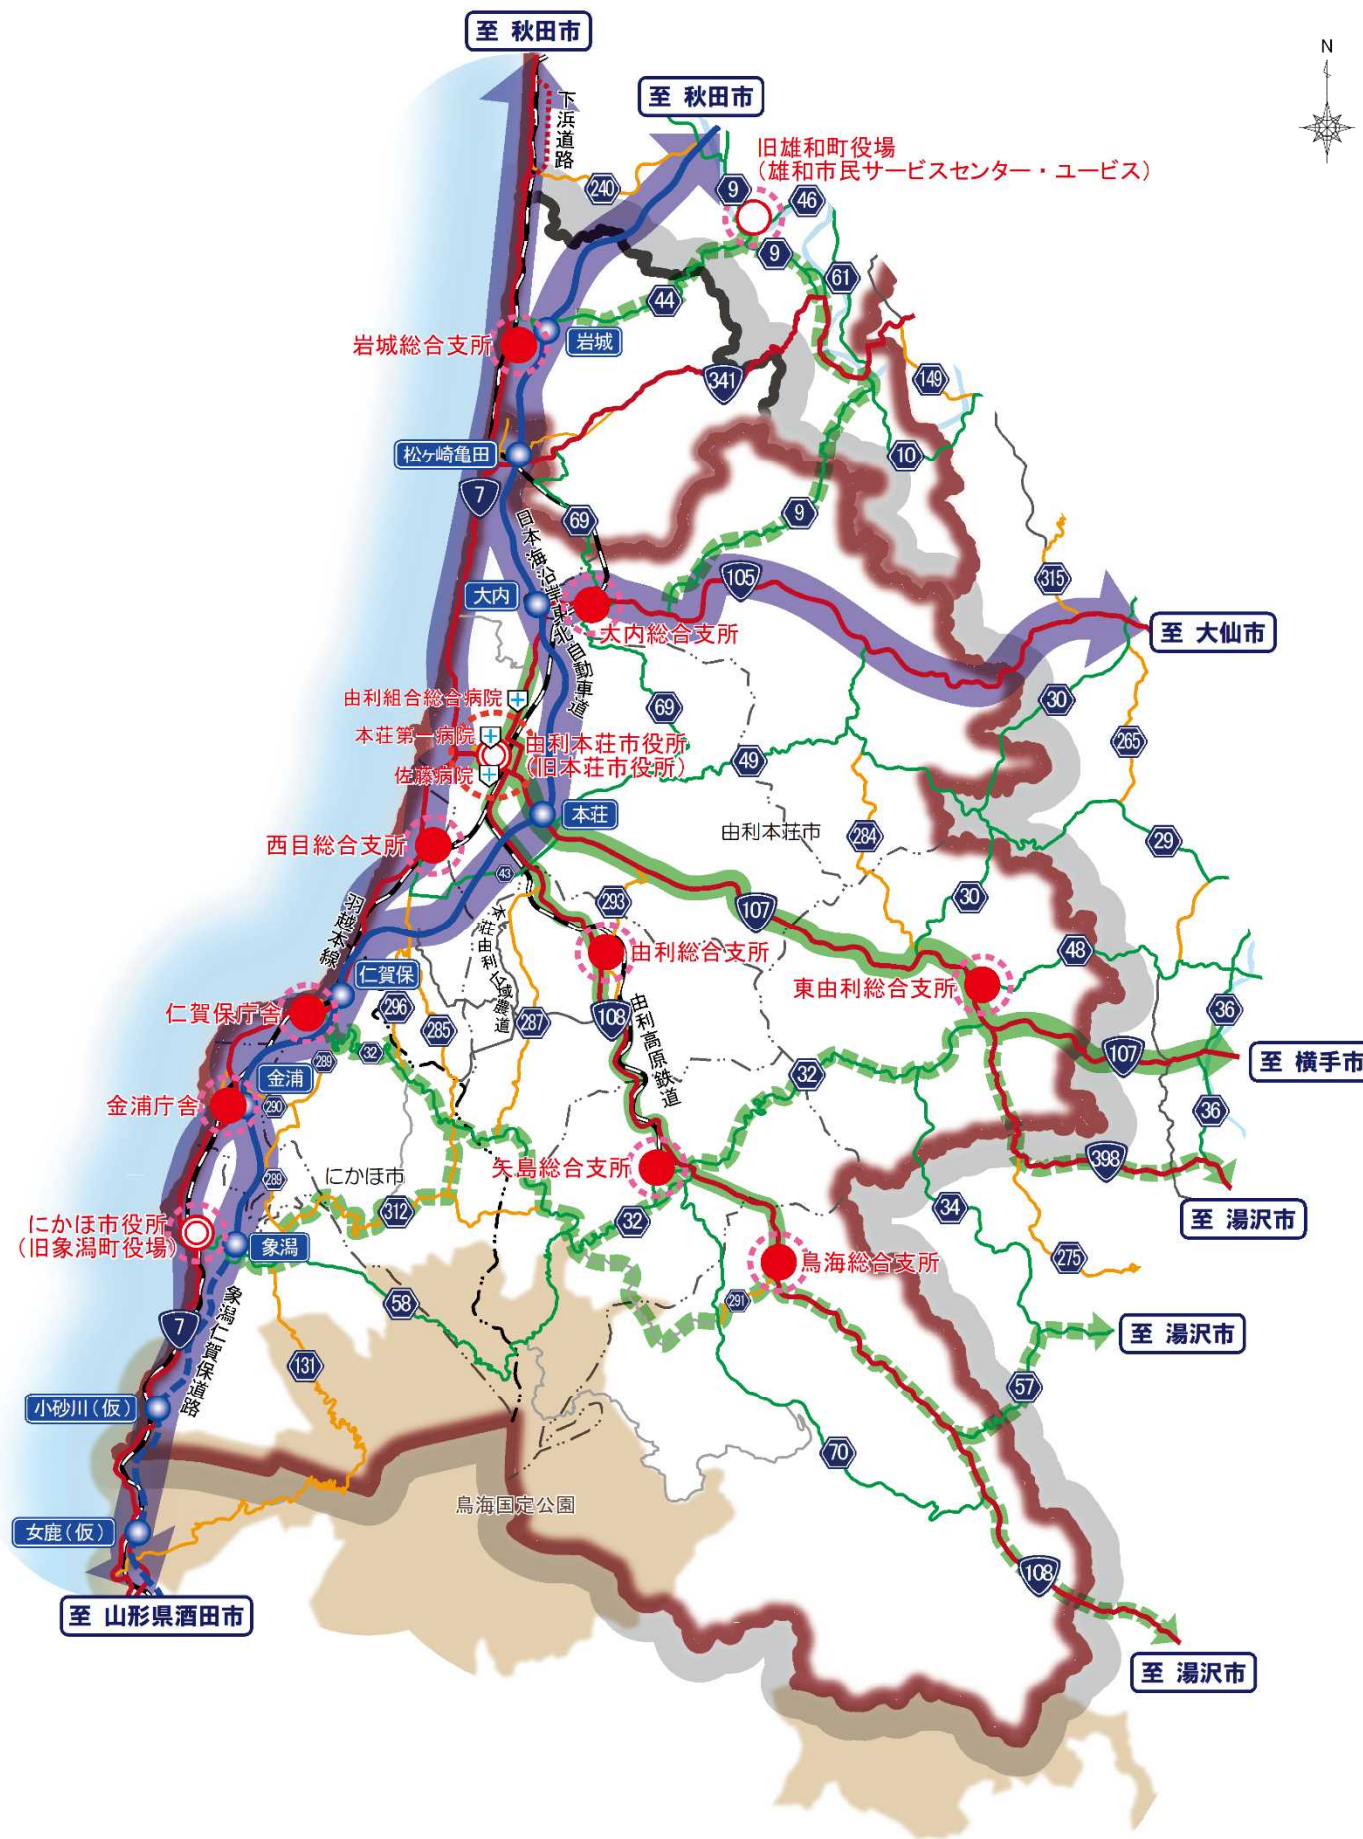 至 秋田市
N
至 秋田市
下浜道路
旧雄和町役場
(雄和市民サービスセンター・ユービス)
240
9
46
9
61
44
岩城総合支所
岩城
341
149
松ヶ崎亀田
10
7
69
9
日本海沿岸東北自動車道
大内
105
315
大内総合支所
至 大仙市
由利組合総合病院
69
30
本荘第一病院
由利本荘市役所
(旧本荘市役所)
265
佐藤病院
49
本荘
由利本荘市
284
29
西目総合支所
43
293
30
107
羽越本線
本荘由利広域農道
由利総合支所
48
仁賀保
東由利総合支所
仁賀保庁舎
296
285
287
108
由利高原鉄道
36
289
32
107
至 横手市
金浦
32
金浦庁舎
290
36
矢島総合支所
398
289
にかほ市
312
32
34
至 湯沢市
にかほ市役所
(旧象潟町役場)
象潟
鳥海総合支所
275
58
291
7
象潟仁賀保道路
至 湯沢市
131
57
小砂川(仮)
70
鳥海国定公園
女鹿(仮)
108
至 山形県酒田市
至 湯沢市